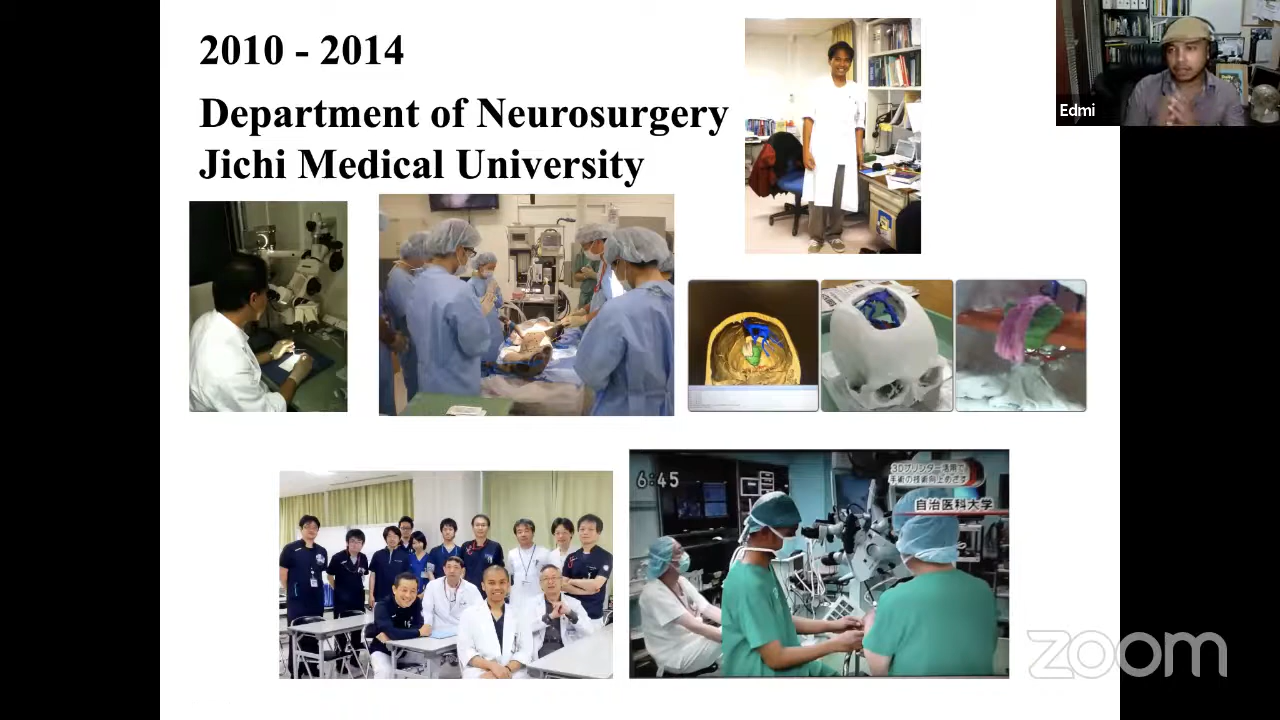 2010 - 2014
Department of Neurosurgery
Jichi Medical University
Edmi
6:45
3Dプリンター活用で
手術の技術向上めざす
自治医科大学
zoom